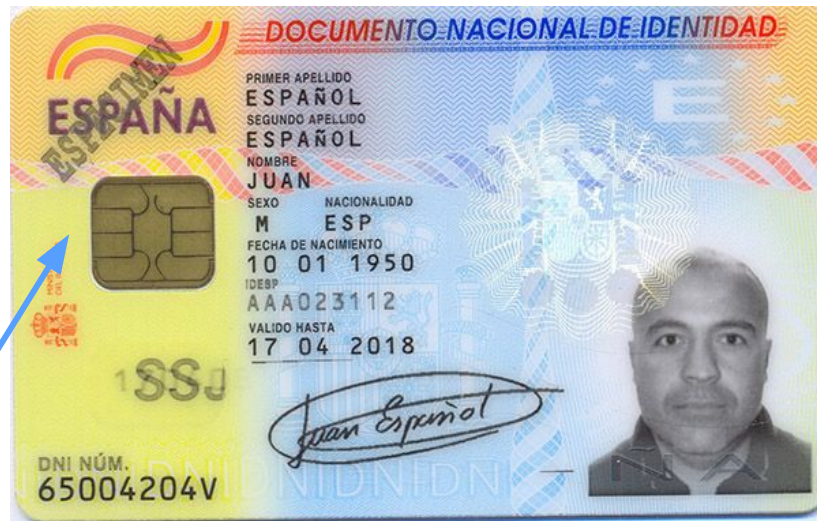 DOCUMENTO NACIONAL DE IDENTIDAD
ESPAÑA
ESPECIMEN
PRIMER APELLIDO
ESPAÑOL
SEGUNDO APELLIDO
ESPAÑOL
NOMBRE
JUAN
SEXO NACIONALIDAD
M ESP
FECHA DE NACIMIENTO
10 01 1950
IDESP
AAA023112
VALIDO HASTA
17 04 2018
SSJ
Juan Español
DNI NÚM.
65004204V